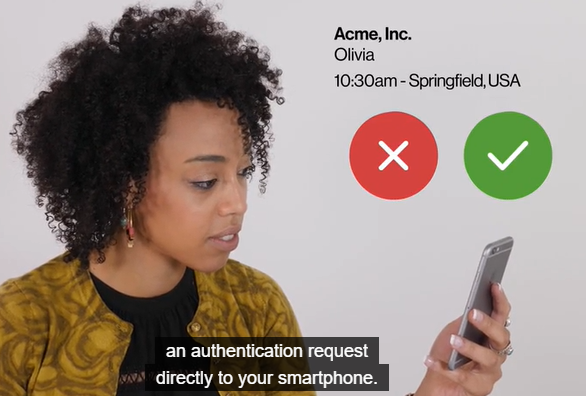 Acme, Inc.
Olivia
10:30am - Springfield, USA
an authentication request
directly to your smartphone.